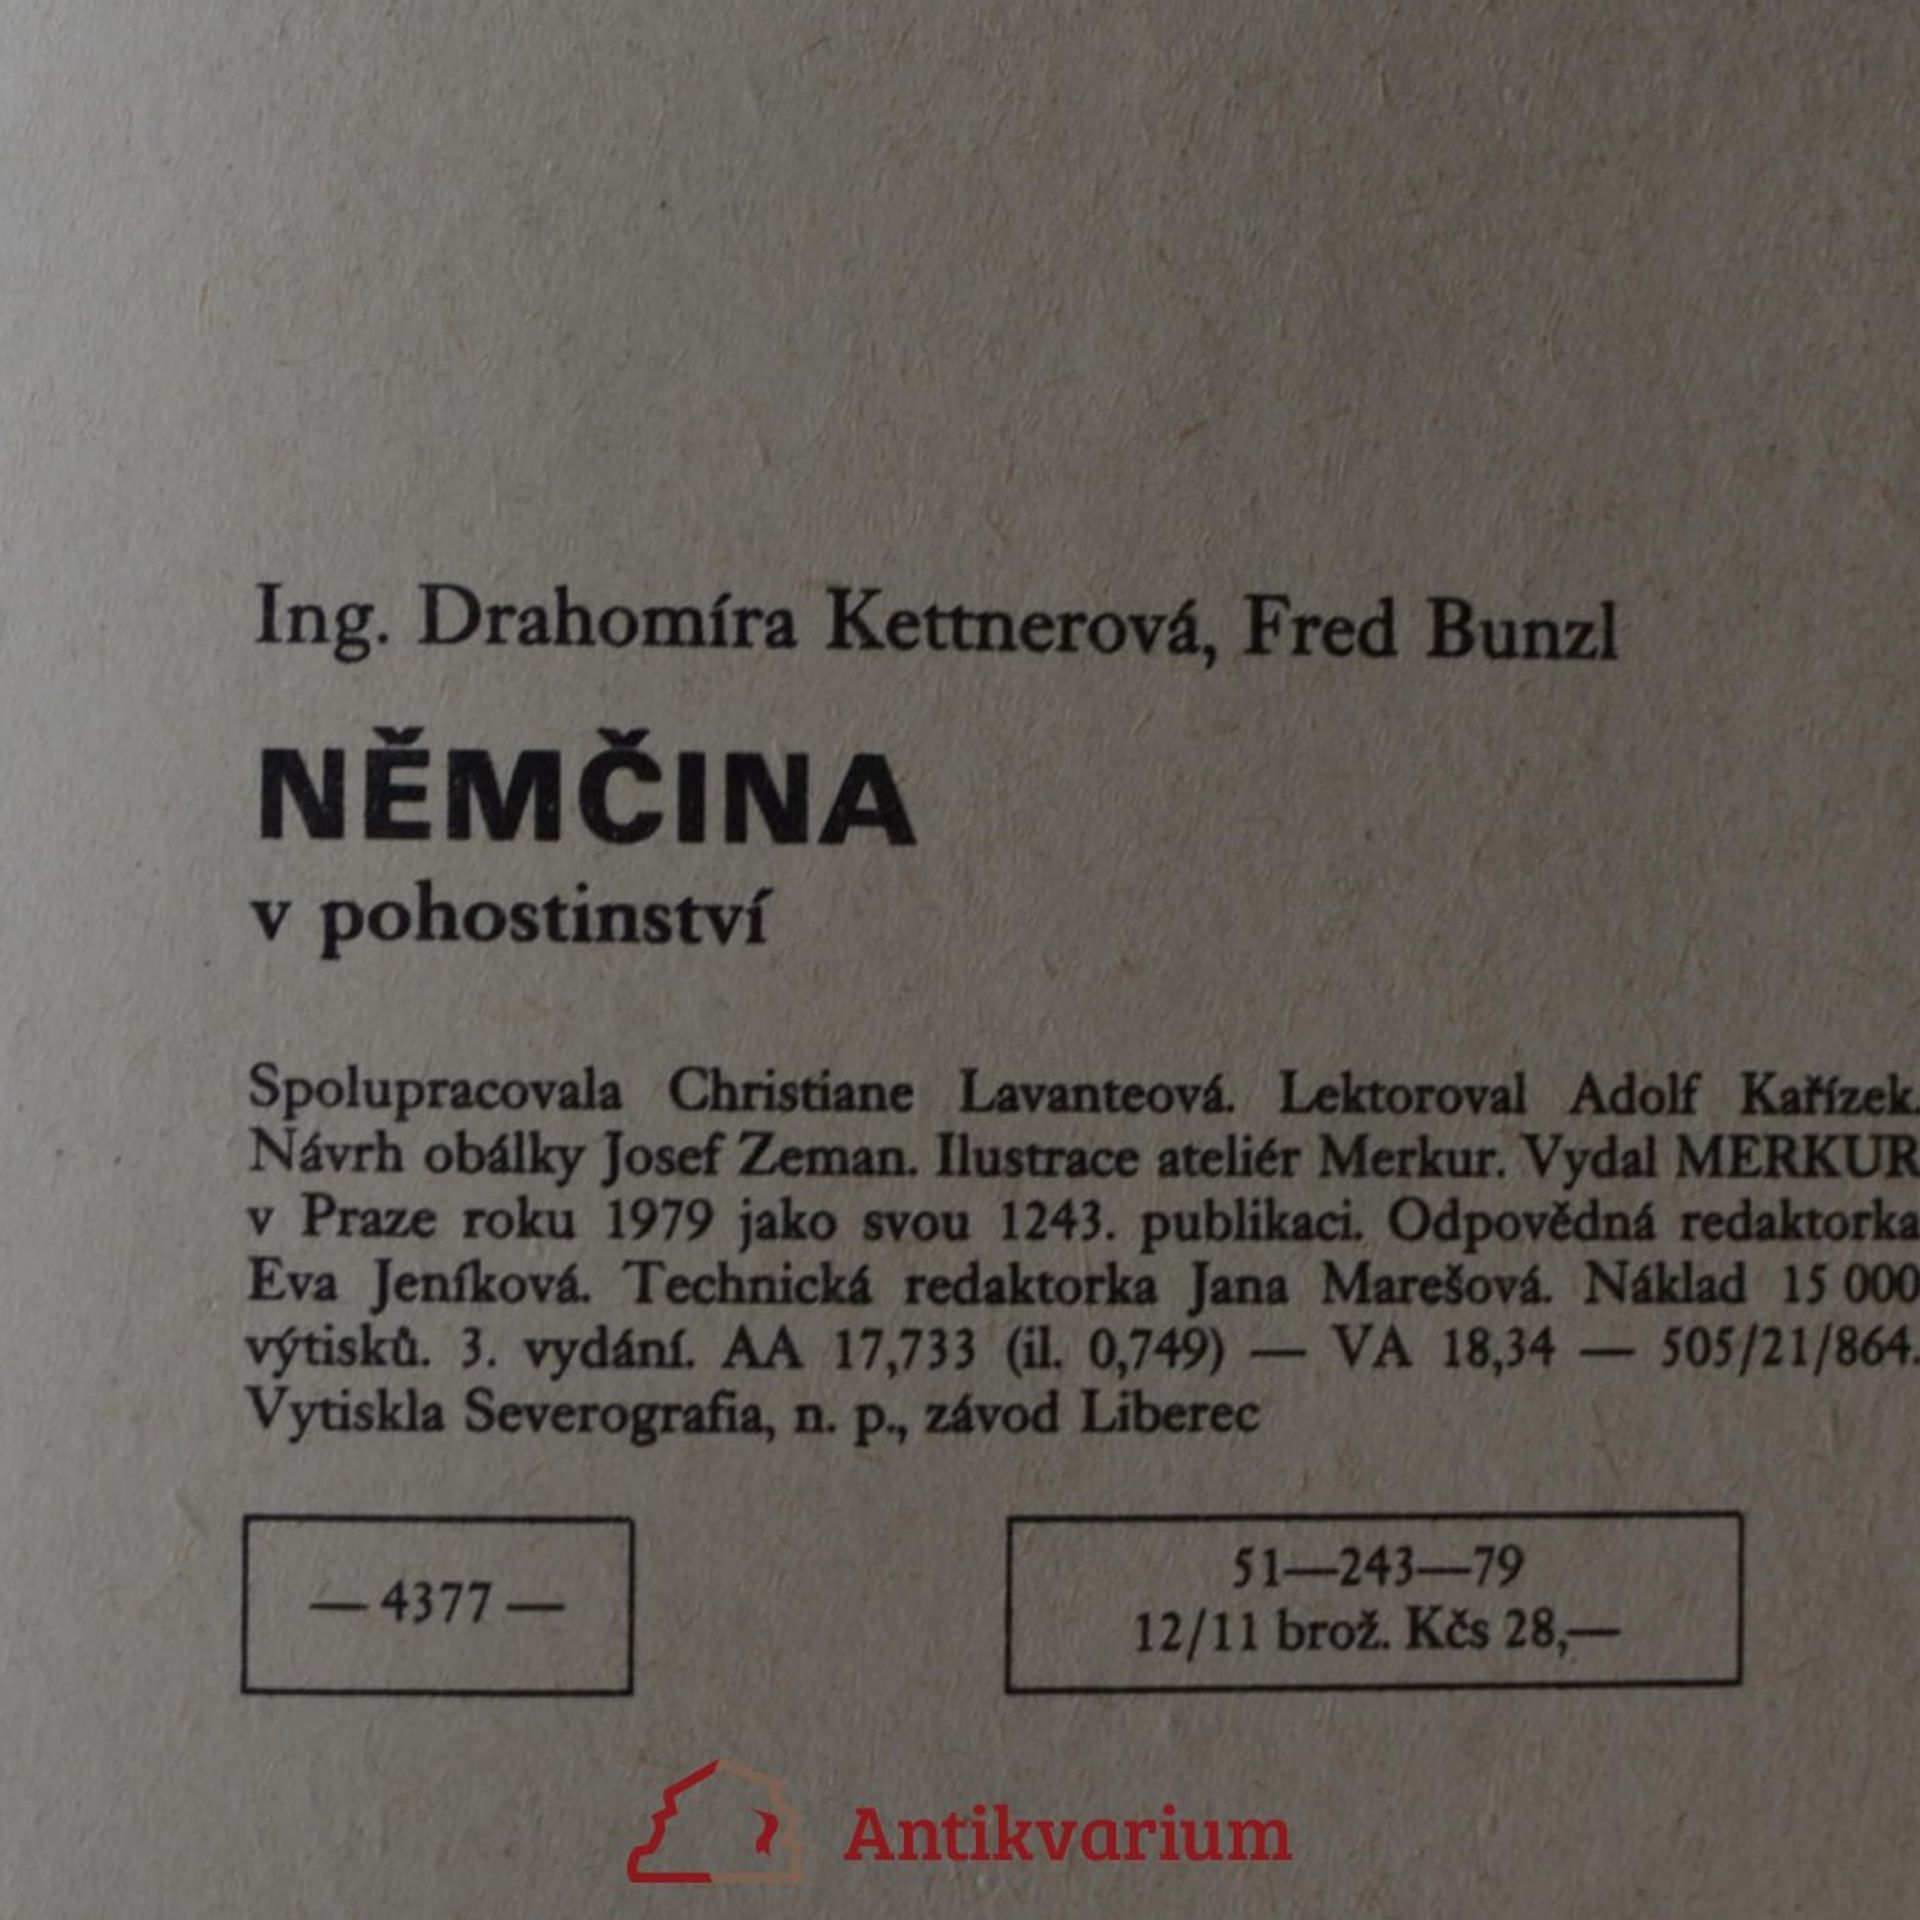 Ing. Drahomíra Kettnerová, Fred Bunzl
NĚMČINA
v pohostinství
Spolupracovala Christiane Lavanteová. Lektoroval Adolf Kařízek.
Návrh obálky Josef Zeman. Ilustrace ateliér Merkur. Vydal MERKUR
v Praze roku 1979 jako svou 1243. publikaci. Odpovědná redaktorka
Eva Jeníková. Technická redaktorka Jana Marešová. Náklad 15 000
výtisků. 3. vydání. AA 17,733 (il. 0,749) — VA 18,34 — 505/21/864.
Vytiskla Severografia, n. p., závod Liberec
— 4377 —
51—243—79
12/11 brož. Kčs 28,—
Antikvarium